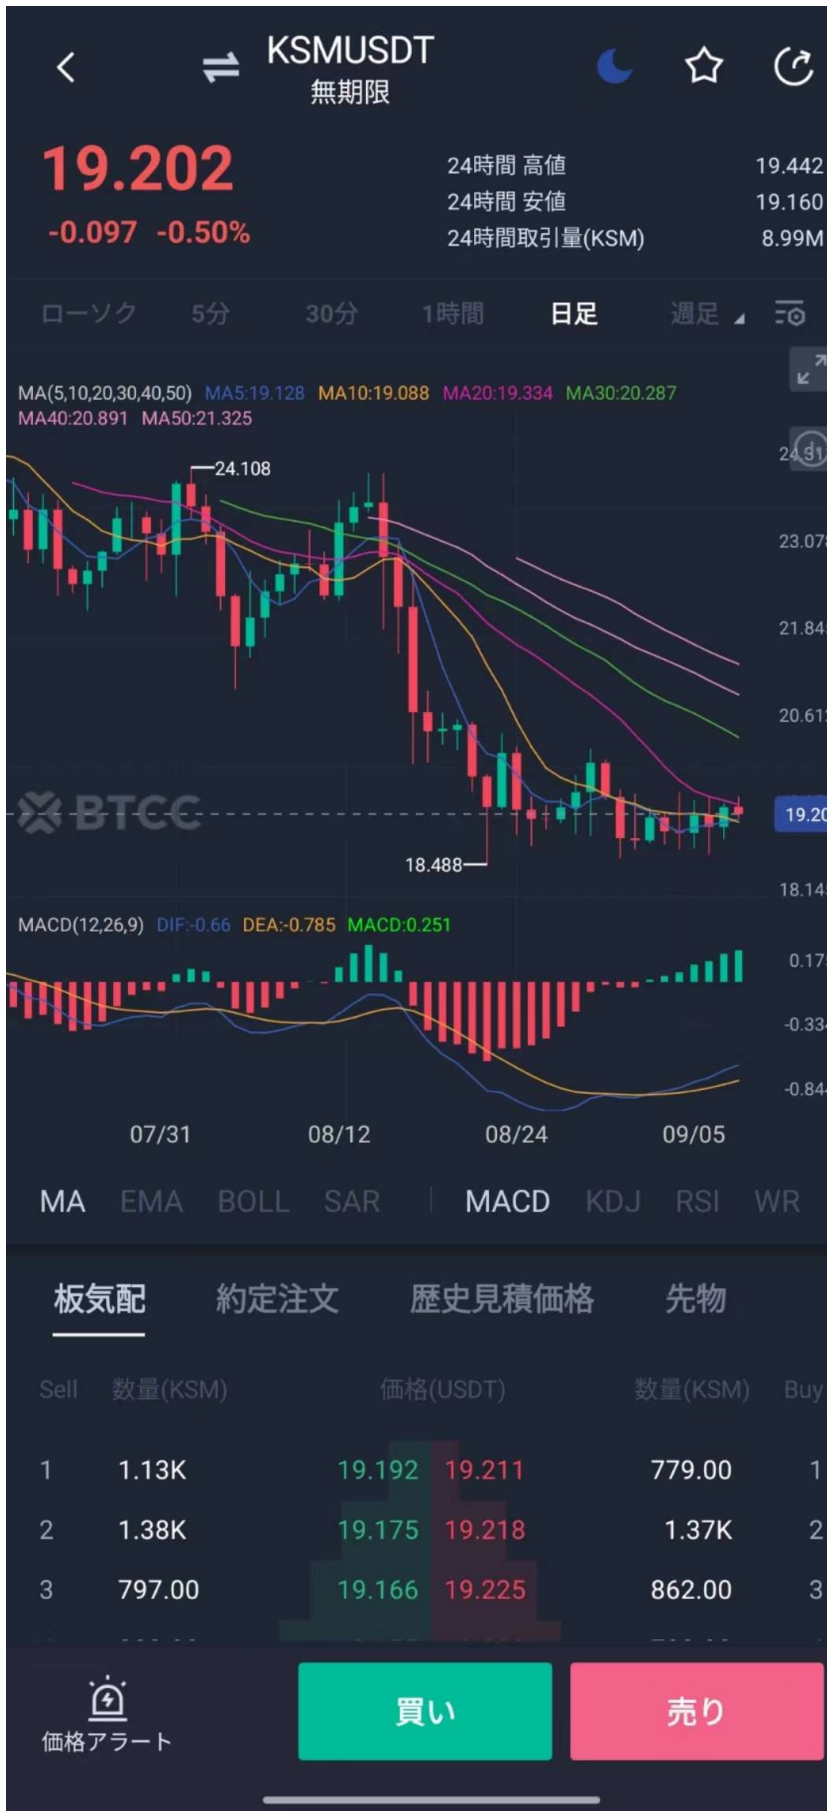 KSMUSDT
無期限
19.202
-0.097 -0.50%
24時間 高値 19.442
24時間 安値 19.160
24時間取引量(KSM) 8.99M
ローソク 5分 30分 1時間 日足 週足
MA(5,10,20,30,40,50) MA5:19.128 MA10:19.088 MA20:19.334 MA30:20.287
MA40:20.891 MA50:21.325
24.108
23.078
21.845
20.612
BTCC
19.20
18.488
18.145
MACD(12,26,9) DIF:-0.66 DEA:-0.785 MACD:0.251
0.175
-0.334
-0.844
07/31 08/12 08/24 09/05
MA EMA BOLL SAR MACD KDJ RSI WR
板気配 約定注文 歴史見積価格 先物
Sell 数量(KSM) 価格(USDT) 数量(KSM) Buy
1 1.13K 19.192 19.211 779.00 1
2 1.38K 19.175 19.218 1.37K 2
3 797.00 19.166 19.225 862.00 3
価格アラート
買い
売り